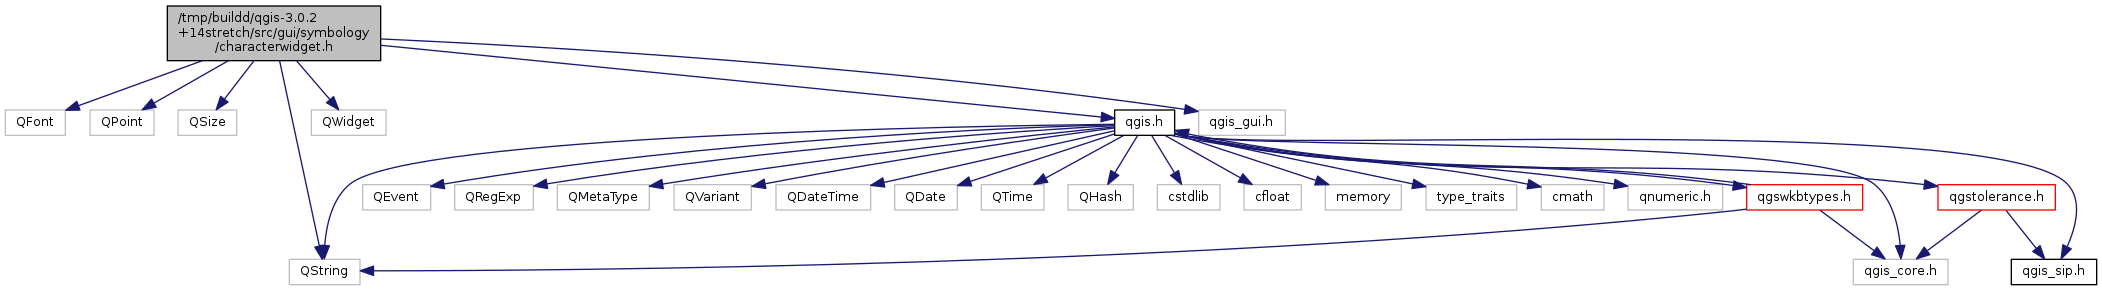 /tmp/buildd/qgis-3.0.2
+14stretch/src/gui/symbology
/characterwidget.h
QFont
QPoint
QSize
QWidget
qgis.h
qgis_gui.h
QEvent
QRegExp
QMetaType
QVariant
QDateTime
QDate
QTime
QHash
cstdlib
cfloat
memory
type_traits
cmath
qnumeric.h
qgswkbtypes.h
qgstolerance.h
QString
qgis_core.h
qgis_sip.h